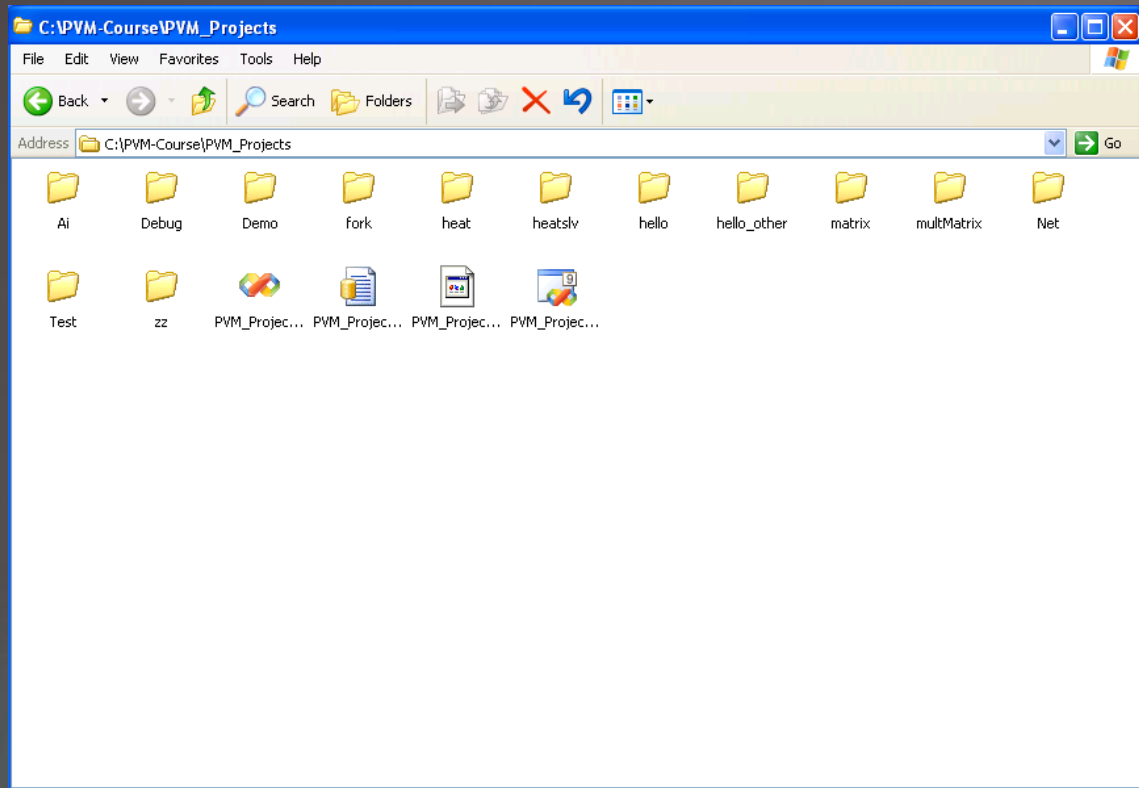 C:\PVM-Course\PVM_Projects
File Edit View Favorites Tools Help
Back Search Folders
Address C:\PVM-Course\PVM_Projects Go
Ai Debug Demo fork heat heatslv hello hello_other matrix multMatrix Net
9
Test zz PVM_Projec... PVM_Projec... PVM_Projec... PVM_Projec...